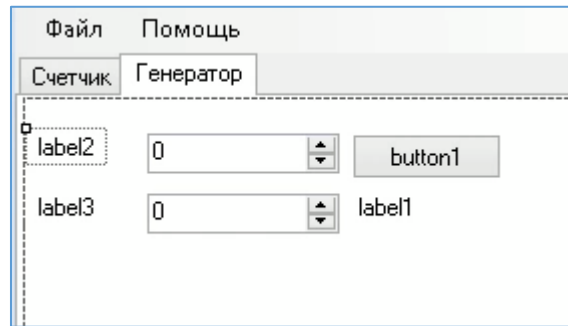 Файл Помощь
Счетчик Генератор
label2 0 button1
label3 0 label1